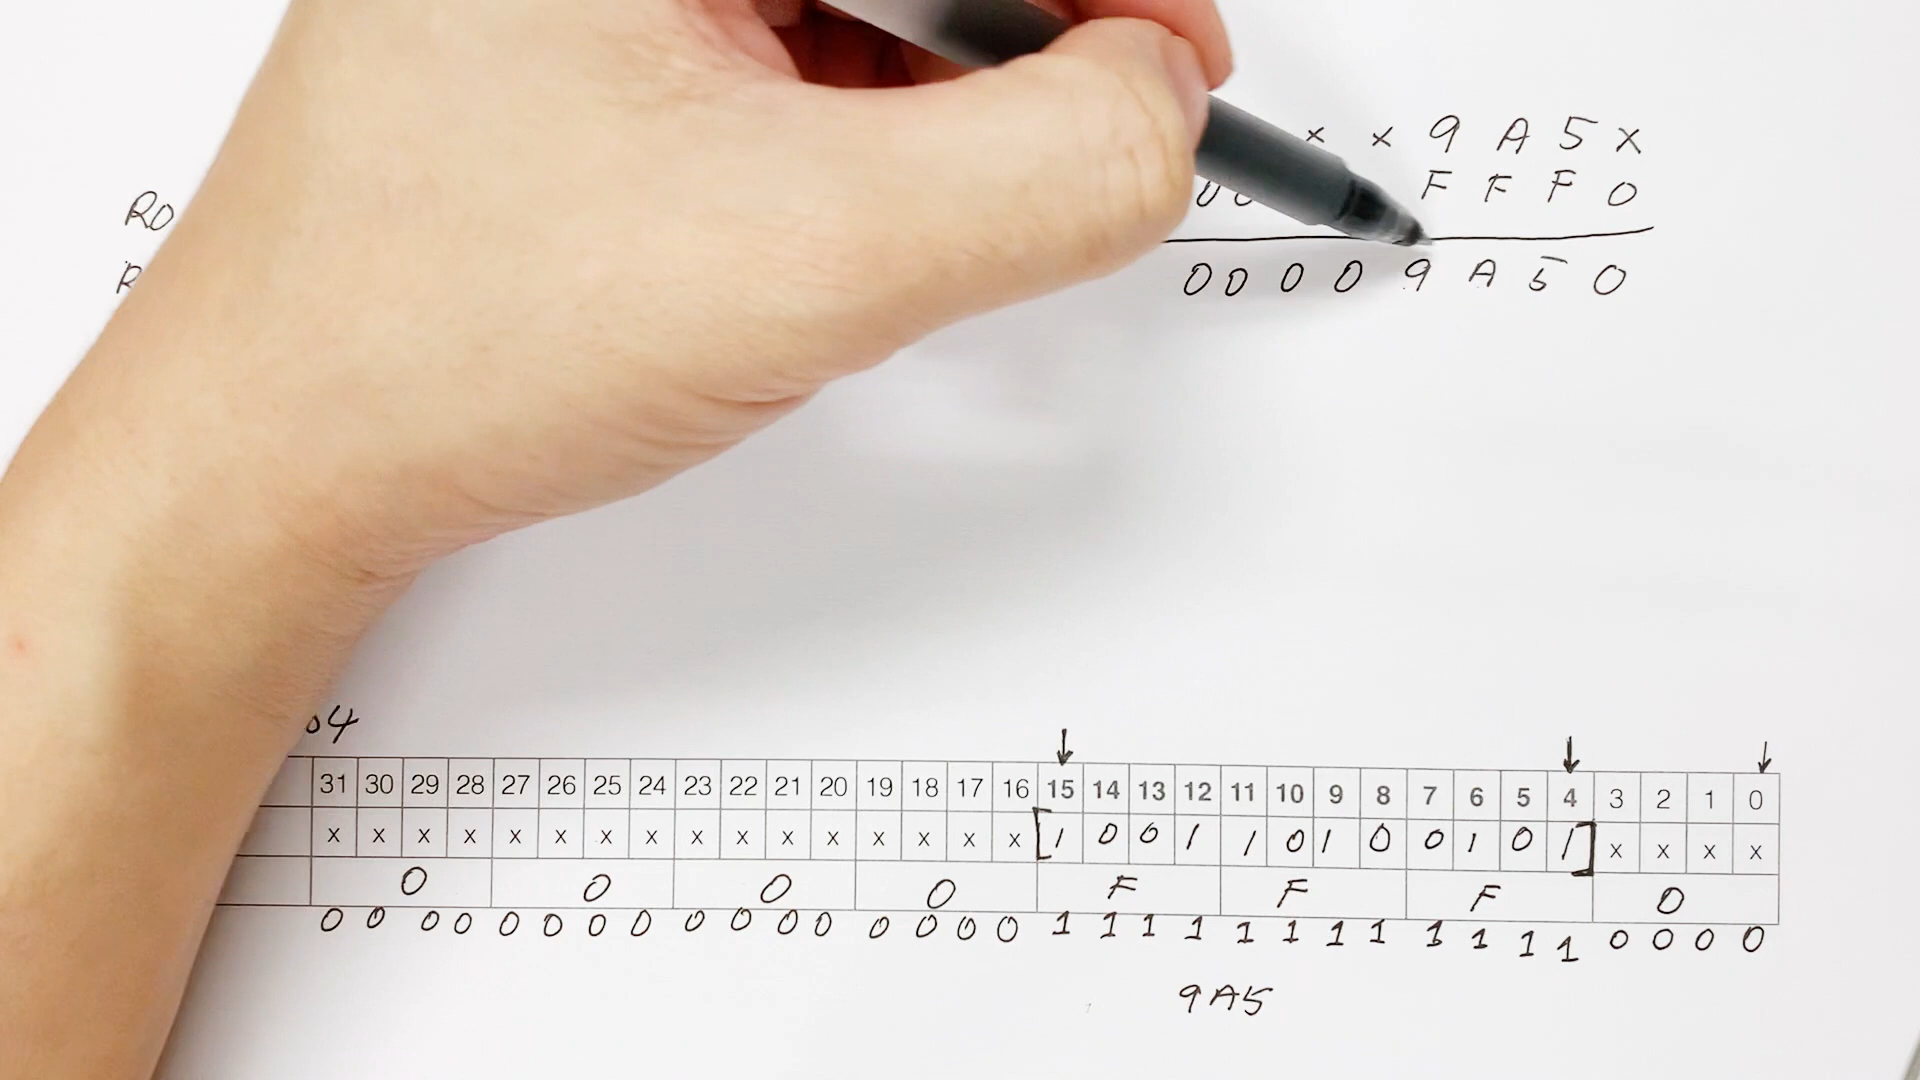 x x 9 A 5 x
R0 F F F 0
R 0 0 0 0 9 A 5 0
04
31 30 29 28 27 26 25 24 23 22 21 20 19 18 17 16 15 14 13 12 11 10 9 8 7 6 5 4 3 2 1 0
x x x x x x x x x x x x x x x x [1 0 0 1 1 0 1 0 0 1 0 1] x x x x
0 0 0 0 F F F 0
0 0 0 0 0 0 0 0 0 0 0 0 0 0 0 0 1 1 1 1 1 1 1 1 1 1 1 1 0 0 0 0
9A5